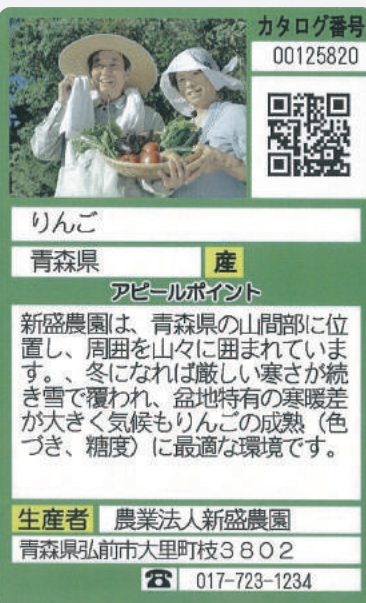 カタログ番号
00125820
りんご
青森県 産
アピールポイント
新盛農園は、青森県の山間部に位
置し、周囲を山々に囲まれていま
す。、冬になれば厳しい寒さが続
き雪で覆われ、盆地特有の寒暖差
が大きく気候もりんごの成熟（色
づき、糖度）に最適な環境です。
生産者 農業法人新盛農園
青森県弘前市大里町枝3802
☎ 017-723-1234